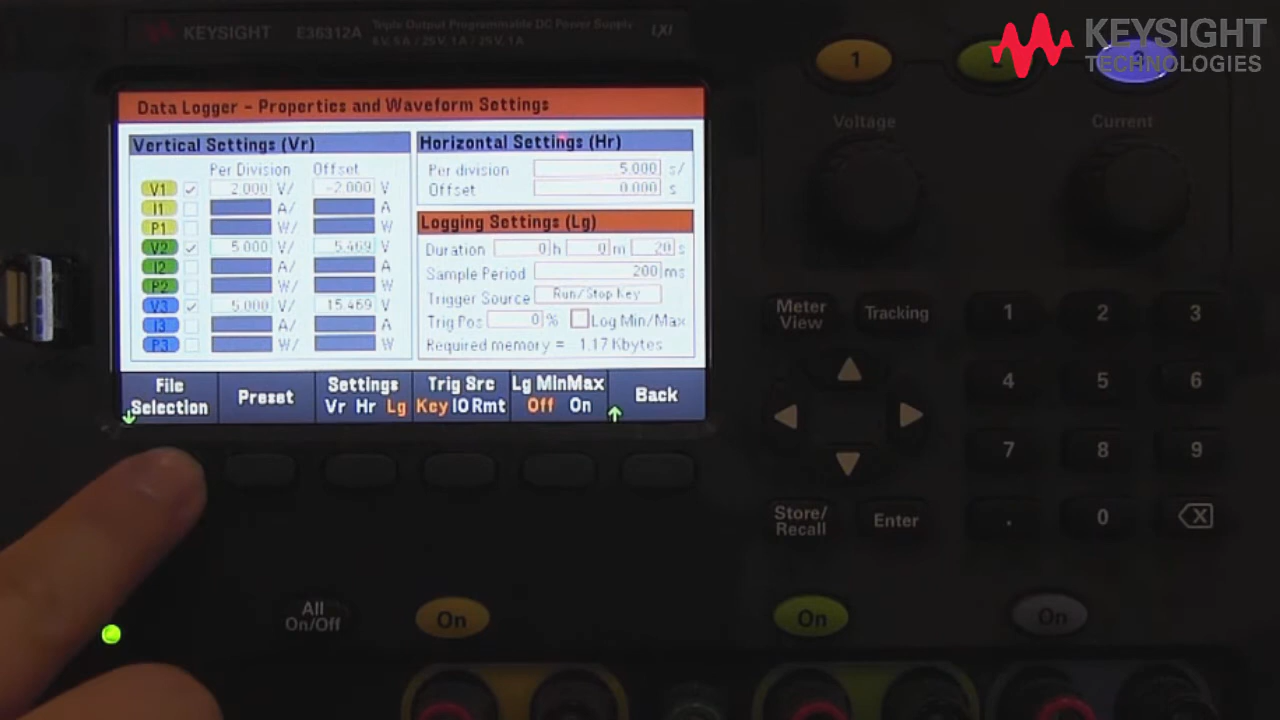 KEYSIGHT E36312A Triple Output Programmable DC Power Supply LXI
6V, 5A / 25V, 1A / 25V, 1A
KEYSIGHT
TECHNOLOGIES
1
Voltage Current
Data Logger - Properties and Waveform Settings
Vertical Settings (Vr)
Per Division Offset
V1 2.000 V/ -2.000 V
I1 A/ A
P1 W/ W
V2 5.000 V/ 5.469 V
I2 A/ A
P2 W/ W
V3 5.000 V/ 15.469 V
I3 A/ A
P3 W/ W
Horizontal Settings (Hr)
Per division 5.000 s/
Offset 0.000 s
Logging Settings (Lg)
Duration 0 h 0 m 20 s
Sample Period 200 ms
Trigger Source Run/Stop Key
Trig Pos 0 % Log Min/Max
Required memory = 1.17 Kbytes
File Selection
Preset
Settings
Vr Hr Lg
Trig Src
Key IO Rmt
Lg MinMax
Off On
Back
Meter View
Tracking
1 2 3
4 5 6
7 8 9
. 0
Store/
Recall
Enter
All
On/Off
On
On
On